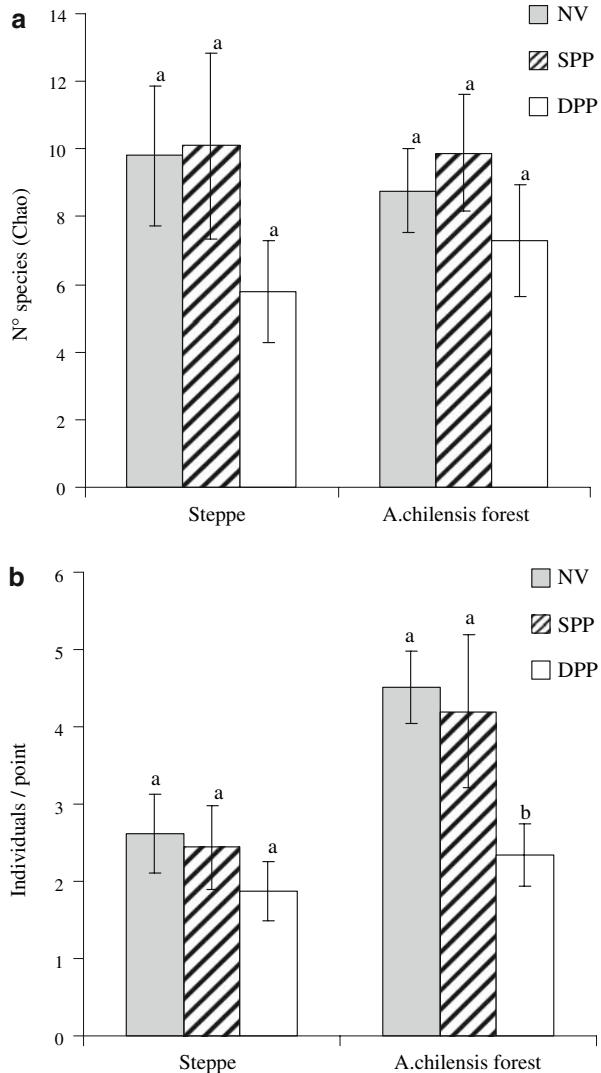 a
14
12
10
8
6
4
2
0
N° species (Chao)
a
a
a
a
a
a
NV
SPP
DPP
Steppe
A.chilensis forest
b
6
5
4
3
2
1
0
Individuals / point
a
a
a
a
a
b
NV
SPP
DPP
Steppe
A.chilensis forest